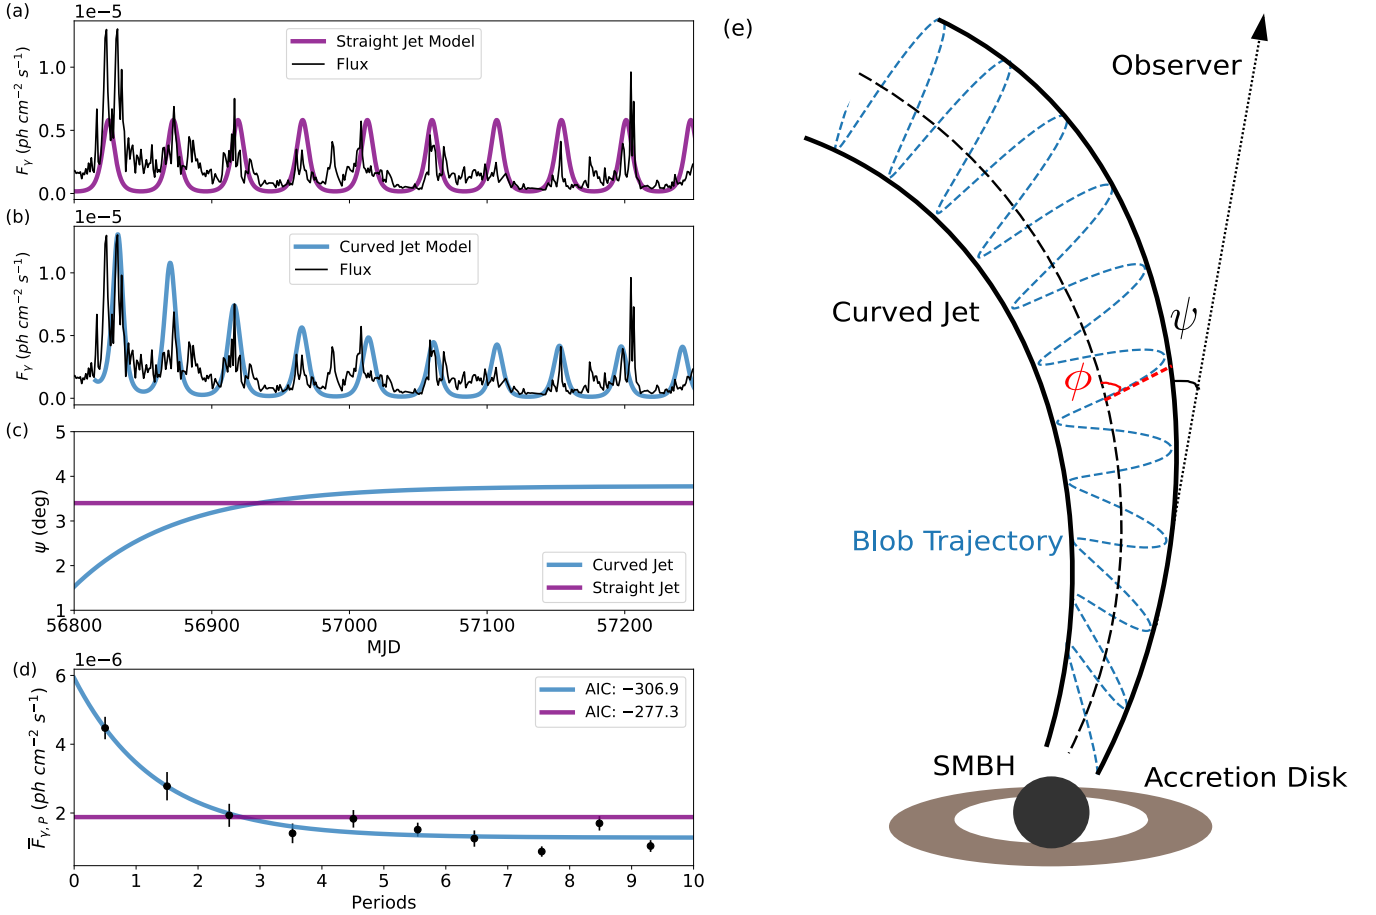 (a)
1e−5
F_γ (ph cm⁻² s⁻¹)
1.0
0.5
0.0
Straight Jet Model
Flux
(b)
1e−5
F_γ (ph cm⁻² s⁻¹)
1.0
0.5
0.0
Curved Jet Model
Flux
(c)
ψ (deg)
5
4
3
2
1
Curved Jet
Straight Jet
56800 56900 57000 57100 57200
MJD
(d)
1e−6
F̅_γ, P (ph cm⁻² s⁻¹)
6
4
2
AIC: −306.9
AIC: −277.3
0 1 2 3 4 5 6 7 8 9 10
Periods
(e)
Observer
Curved Jet
ψ
ϕ
Blob Trajectory
SMBH
Accretion Disk